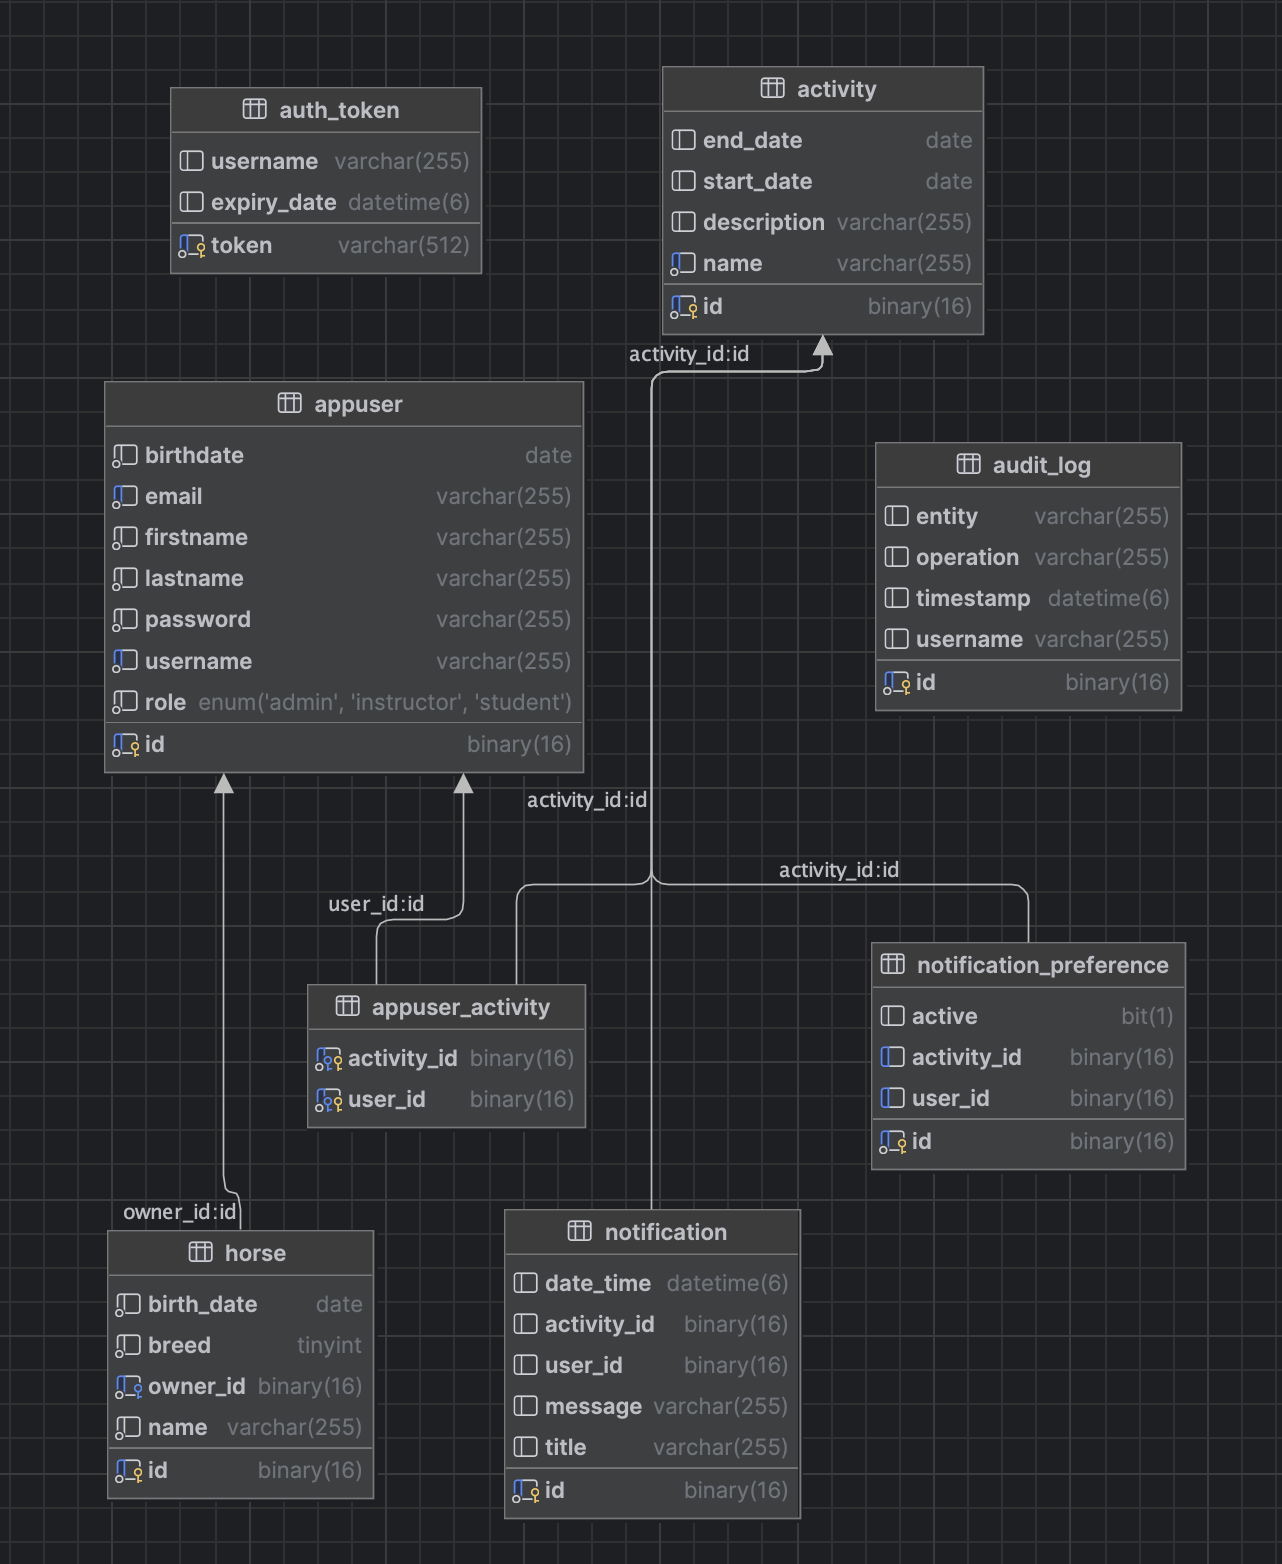 auth_token
username varchar(255)
expiry_date datetime(6)
token varchar(512)
activity
end_date date
start_date date
description varchar(255)
name varchar(255)
id binary(16)
activity_id:id
appuser
birthdate date
email varchar(255)
firstname varchar(255)
lastname varchar(255)
password varchar(255)
username varchar(255)
role enum('admin', 'instructor', 'student')
id binary(16)
audit_log
entity varchar(255)
operation varchar(255)
timestamp datetime(6)
username varchar(255)
id binary(16)
activity_id:id
activity_id:id
user_id:id
appuser_activity
activity_id binary(16)
user_id binary(16)
notification_preference
active bit(1)
activity_id binary(16)
user_id binary(16)
id binary(16)
owner_id:id
horse
birth_date date
breed tinyint
owner_id binary(16)
name varchar(255)
id binary(16)
notification
date_time datetime(6)
activity_id binary(16)
user_id binary(16)
message varchar(255)
title varchar(255)
id binary(16)